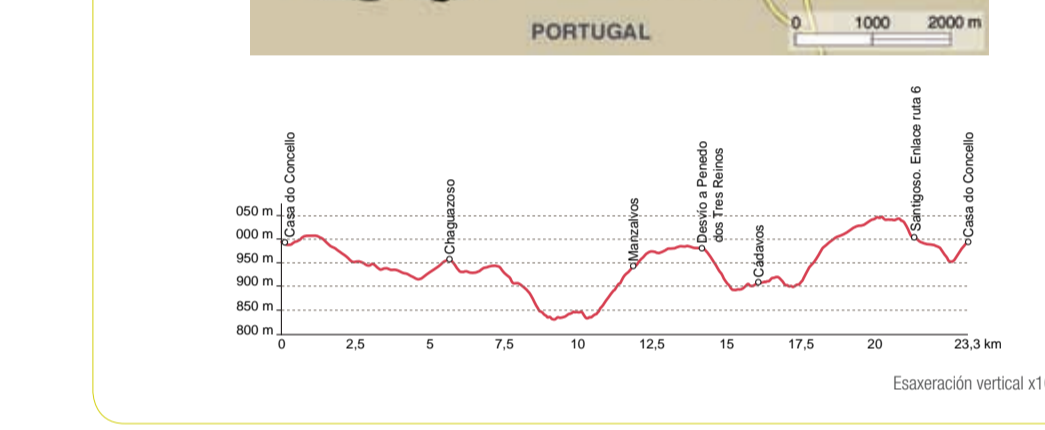 PORTUGAL
0 1000 2000 m
Casa do Concello
Chaguazoso
Manzalvos
Desvío a Penedo
dos Tres Reinos
Cádavos
Santigoso. Enlace ruta 6
Casa do Concello
050 m
000 m
950 m
900 m
850 m
800 m
0 2,5 5 7,5 10 12,5 15 17,5 20 23,3 km
Esaxeración vertical x1